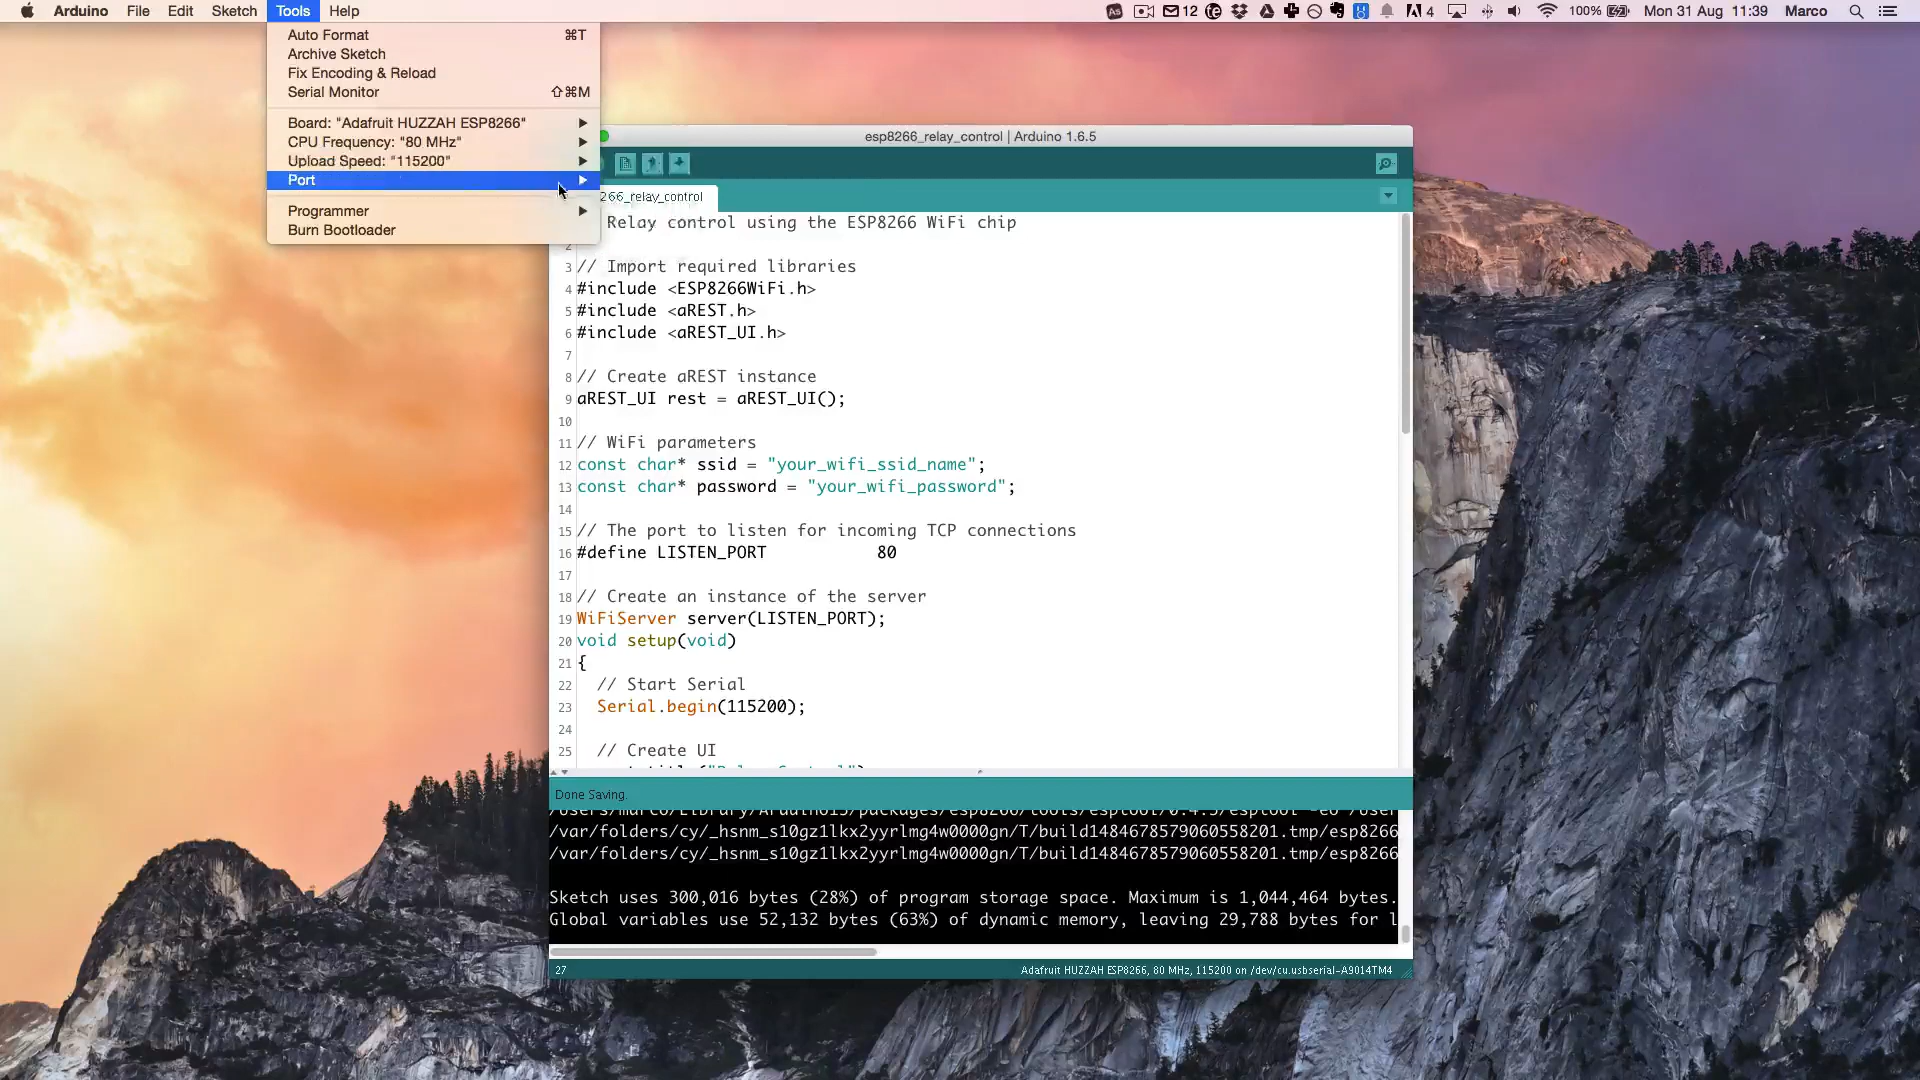 Arduino File Edit Sketch Tools Help
12 4 100% Mon 31 Aug 11:39 Marco
Auto Format ⌘T
Archive Sketch
Fix Encoding & Reload
Serial Monitor ⇧⌘M
Board: "Adafruit HUZZAH ESP8266"
CPU Frequency: "80 MHz"
Upload Speed: "115200"
Port
Programmer
Burn Bootloader
esp8266_relay_control | Arduino 1.6.5
266_relay_control
Relay control using the ESP8266 WiFi chip
2
3 // Import required libraries
4 #include <ESP8266WiFi.h>
5 #include <aREST.h>
6 #include <aREST_UI.h>
7
8 // Create aREST instance
9 aREST_UI rest = aREST_UI();
10
11 // WiFi parameters
12 const char* ssid = "your_wifi_ssid_name";
13 const char* password = "your_wifi_password";
14
15 // The port to listen for incoming TCP connections
16 #define LISTEN_PORT 80
17
18 // Create an instance of the server
19 WiFiServer server(LISTEN_PORT);
20 void setup(void)
21 {
22 // Start Serial
23 Serial.begin(115200);
24
25 // Create UI
Done Saving.
/var/folders/cy/_hsnm_s10gz1lkx2yyrlmg4w0000gn/T/build1484678579060558201.tmp/esp8266
/var/folders/cy/_hsnm_s10gz1lkx2yyrlmg4w0000gn/T/build1484678579060558201.tmp/esp8266
Sketch uses 300,016 bytes (28%) of program storage space. Maximum is 1,044,464 bytes.
Global variables use 52,132 bytes (63%) of dynamic memory, leaving 29,788 bytes for l
27 Adafruit HUZZAH ESP8266, 80 MHz, 115200 on /dev/cu.usbserial-A9014TM4